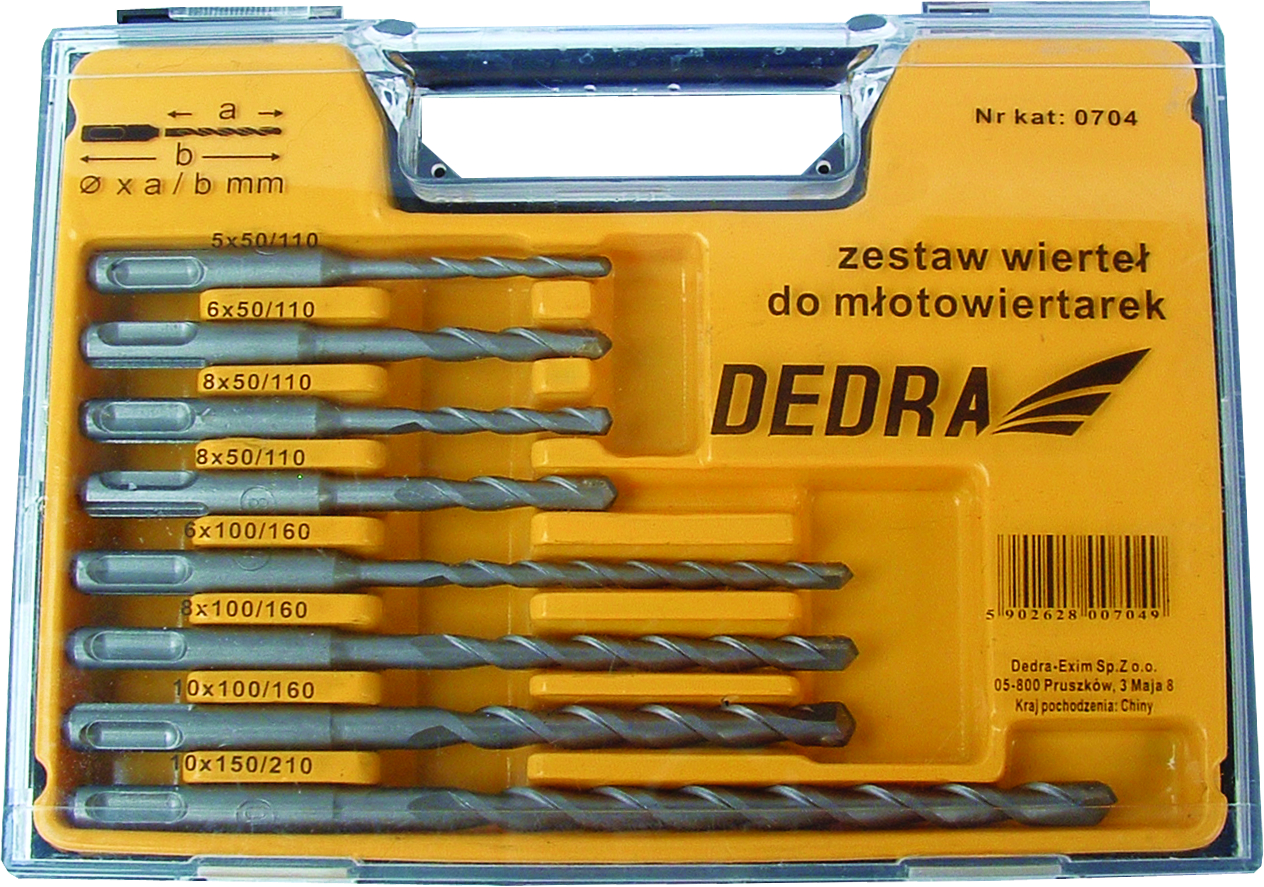 a
b
Ø x a / b mm
Nr kat: 0704
5x50/110
6x50/110
8x50/110
8x50/110
6x100/160
8x100/160
10x100/160
10x150/210
zestaw wierteł
do młotowiertarek
DEDRA
5 902628 007049
Dedra-Exim Sp.Z o.o.
05-800 Pruszków, 3 Maja 8
Kraj pochodzenia: Chiny